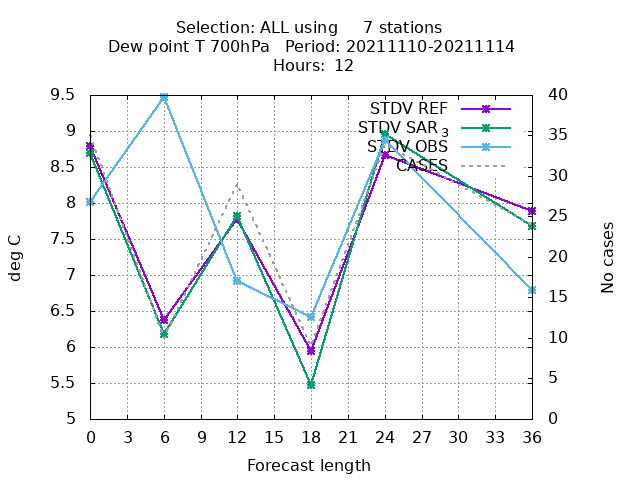 Selection: ALL using 7 stations
Dew point T 700hPa Period: 20211110-20211114
Hours: 12
9.5
9
8.5
8
7.5
7
6.5
6
5.5
5
deg C
40
35
30
25
20
15
10
5
0
No cases
STDV REF
STDV SAR 3
STDV OBS
CASES
0 3 6 9 12 15 18 21 24 27 30 33 36
Forecast length